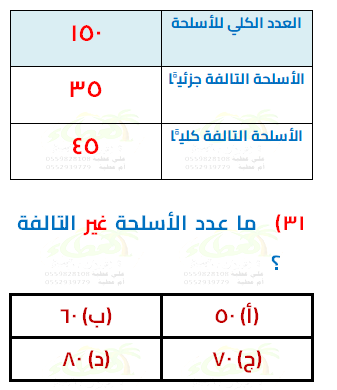 العدد الكلي للأسلحة ١٥٠
الأسلحة التالفة جزئيًّا ٣٥
الأسلحة التالفة كليًّا ٤٥
٣١) ما عدد الأسلحة غير التالفة
؟
(أ) ٥٠ (ب) ٦٠
(ج) ٧٠ (د) ٨٠